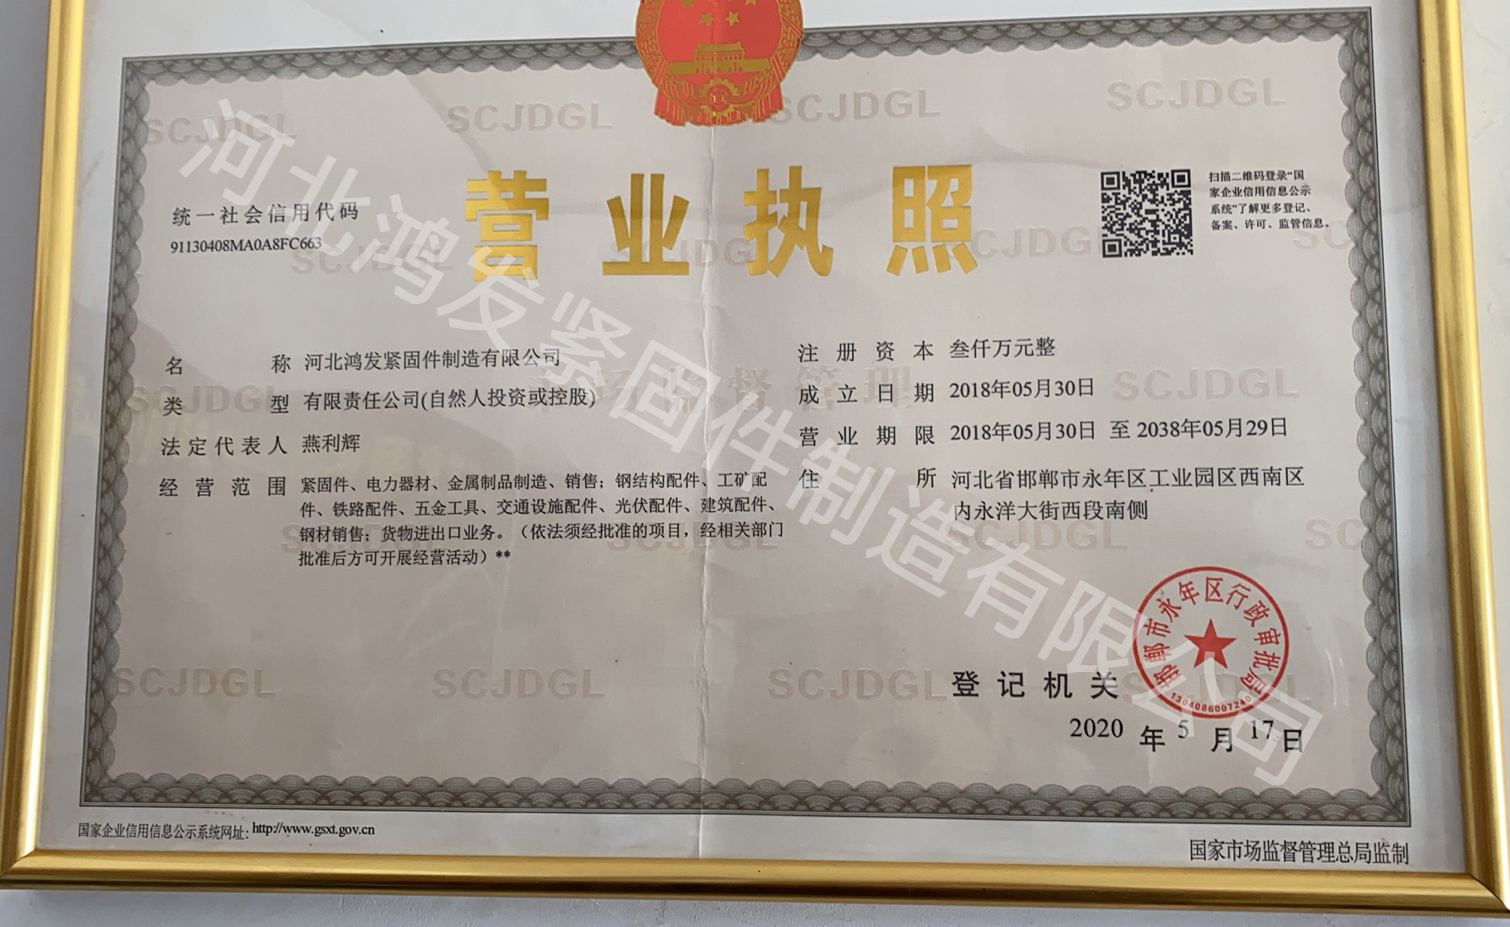 营业执照
统一社会信用代码
91130408MA0A8FC663
扫描二维码登录“国
家企业信用信息公示
系统”了解更多登记、
备案、许可、监管信息。
名 称 河北鸿发紧固件制造有限公司
类 型 有限责任公司(自然人投资或控股)
法定代表人 燕利辉
经营范围 紧固件、电力器材、金属制品制造、销售；钢结构配件、工矿配
件、铁路配件、五金工具、交通设施配件、光伏配件、建筑配件、
钢材销售；货物进出口业务。（依法须经批准的项目，经相关部门
批准后方可开展经营活动）**
注册资本 叁仟万元整
成立日期 2018年05月30日
营业期限 2018年05月30日 至 2038年05月29日
住 所 河北省邯郸市永年区工业园区西南区
内永洋大街西段南侧
登记机关
邯郸市永年区行政审批局
1304086007240
2020 年 5 月 17 日
国家企业信用信息公示系统网址：http://www.gsxt.gov.cn
国家市场监督管理总局监制
河北鸿发紧固件制造有限公司
SCJDGL
SCJDGL
SCJDGL
SCJDGL